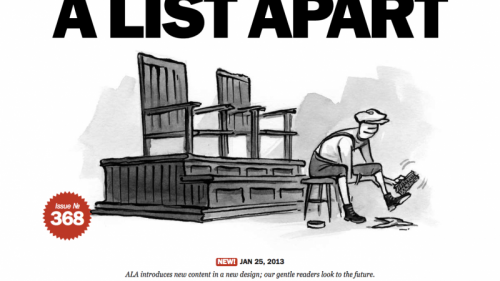 A LIST APART
Issue №
368
NEW! JAN 25, 2013
ALA introduces new content in a new design; our gentle readers look to the future.